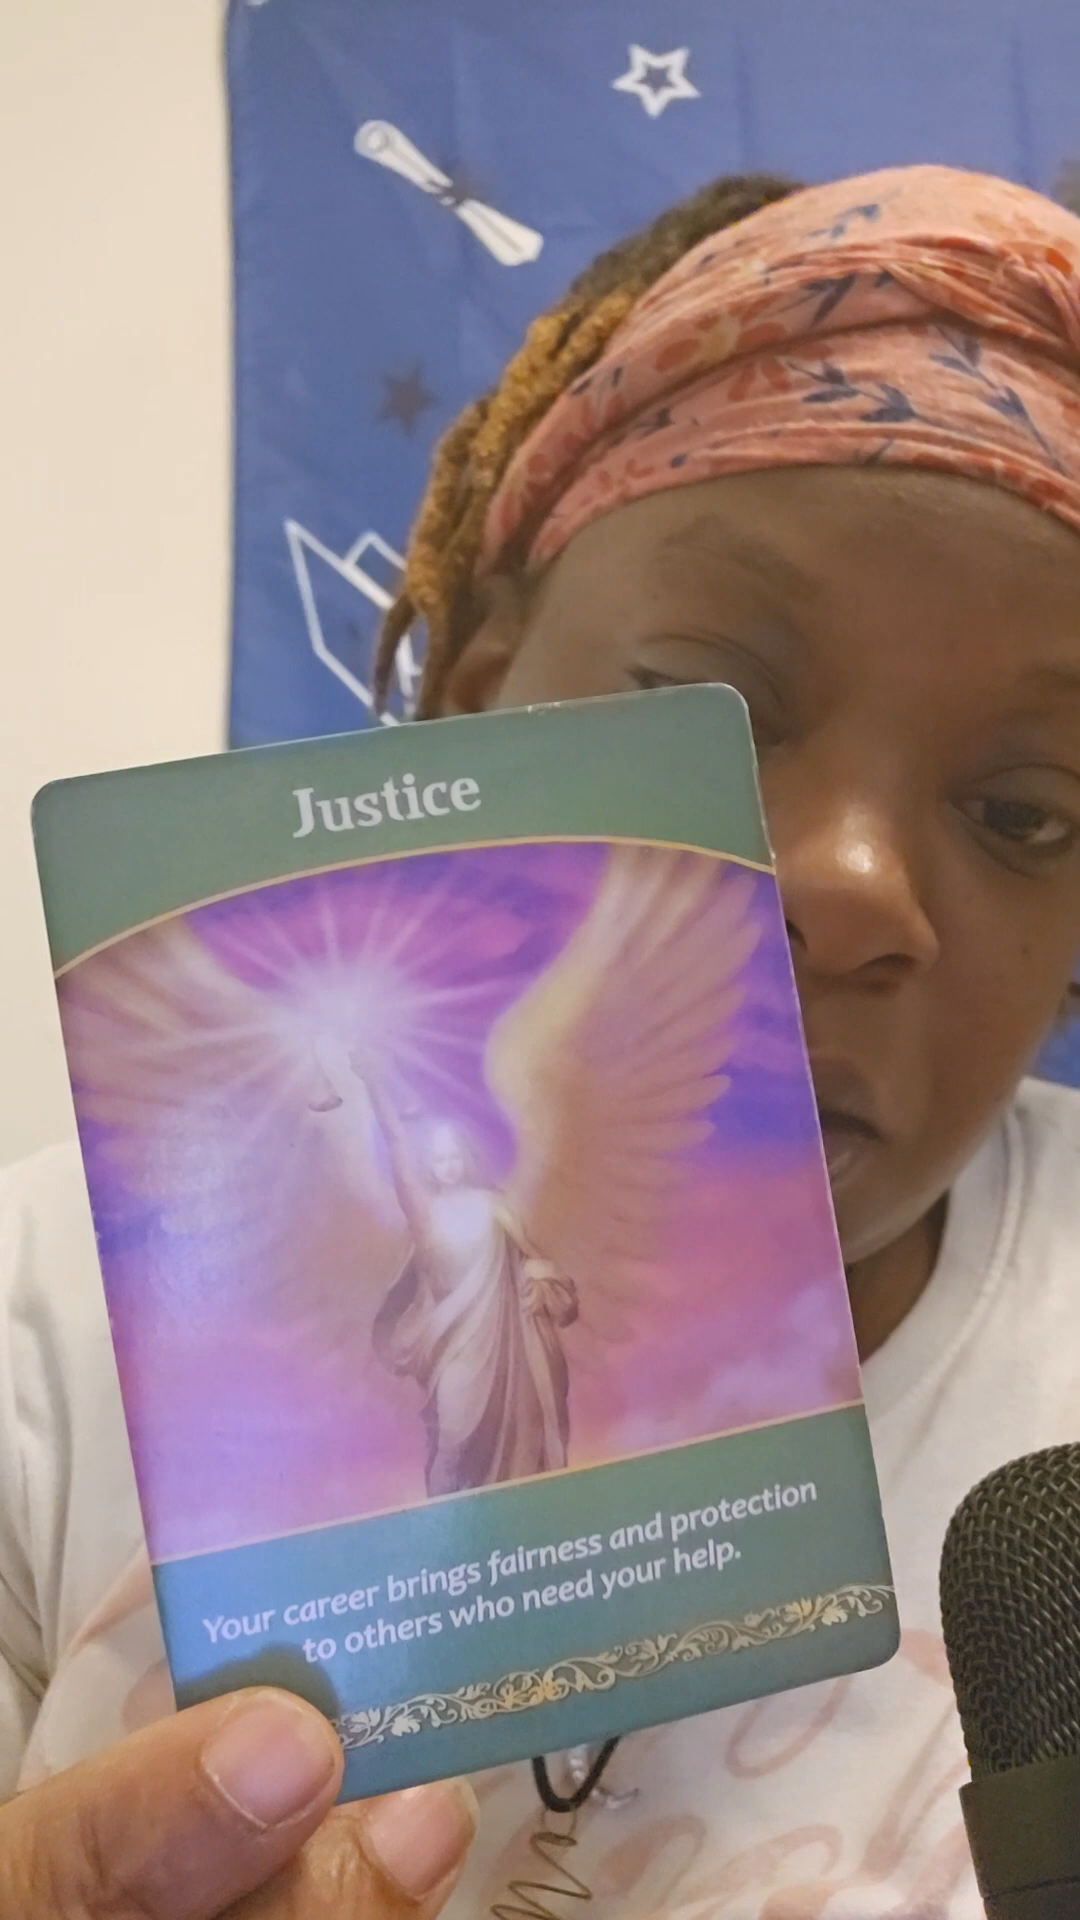 Justice
Your career brings fairness and protection
to others who need your help.